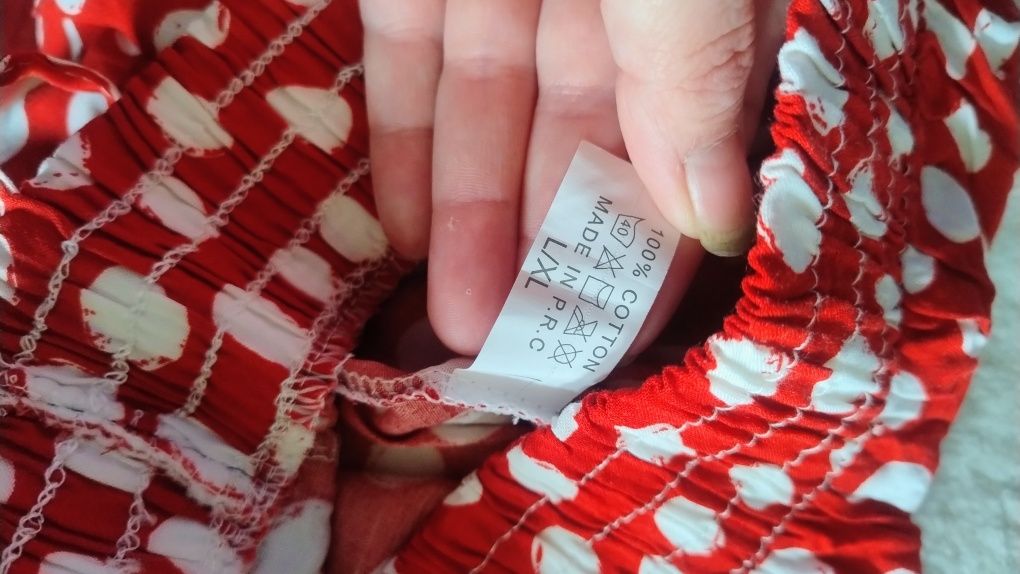 100% COTTON
40
MADE IN P.R.C
L/XL